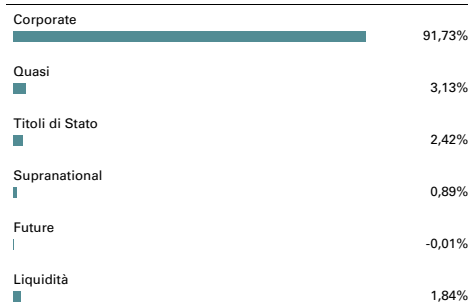 Corporate
91,73%
Quasi
3,13%
Titoli di Stato
2,42%
Supranational
0,89%
Future
-0,01%
Liquidità
1,84%